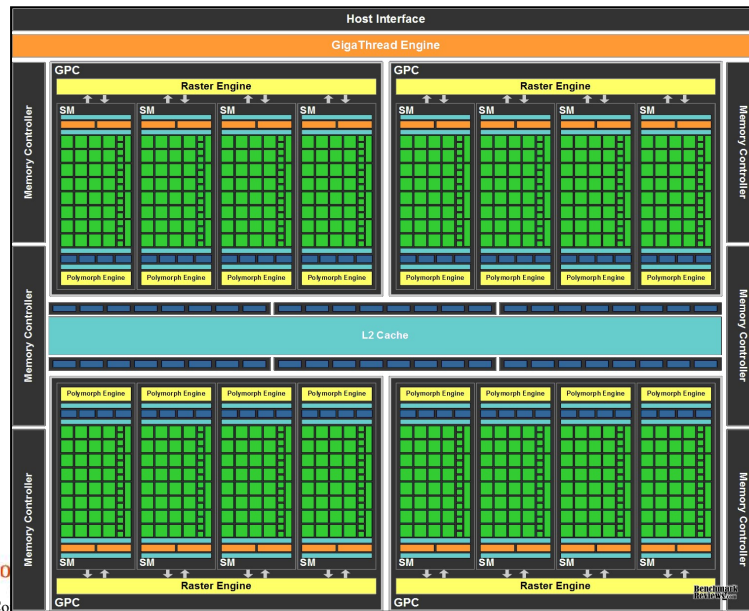 Host Interface
GigaThread Engine
GPC GPC
Raster Engine Raster Engine
SM SM SM SM SM SM SM SM
Memory Controller Memory Controller
Polymorph Engine Polymorph Engine Polymorph Engine Polymorph Engine Polymorph Engine Polymorph Engine Polymorph Engine Polymorph Engine
Memory Controller Memory Controller
L2 Cache
Polymorph Engine Polymorph Engine Polymorph Engine Polymorph Engine Polymorph Engine Polymorph Engine Polymorph Engine Polymorph Engine
Memory Controller Memory Controller
SM SM SM SM SM SM SM SM
Raster Engine Raster Engine
GPC GPC
Benchmark
Reviews.com